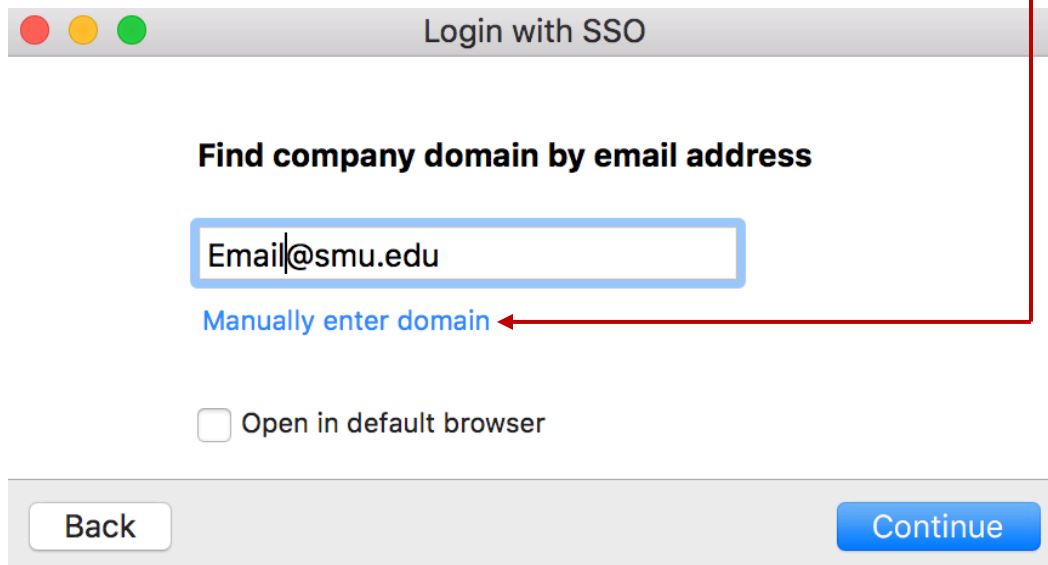 Login with SSO
Find company domain by email address
Email@smu.edu
Manually enter domain
Open in default browser
Back
Continue